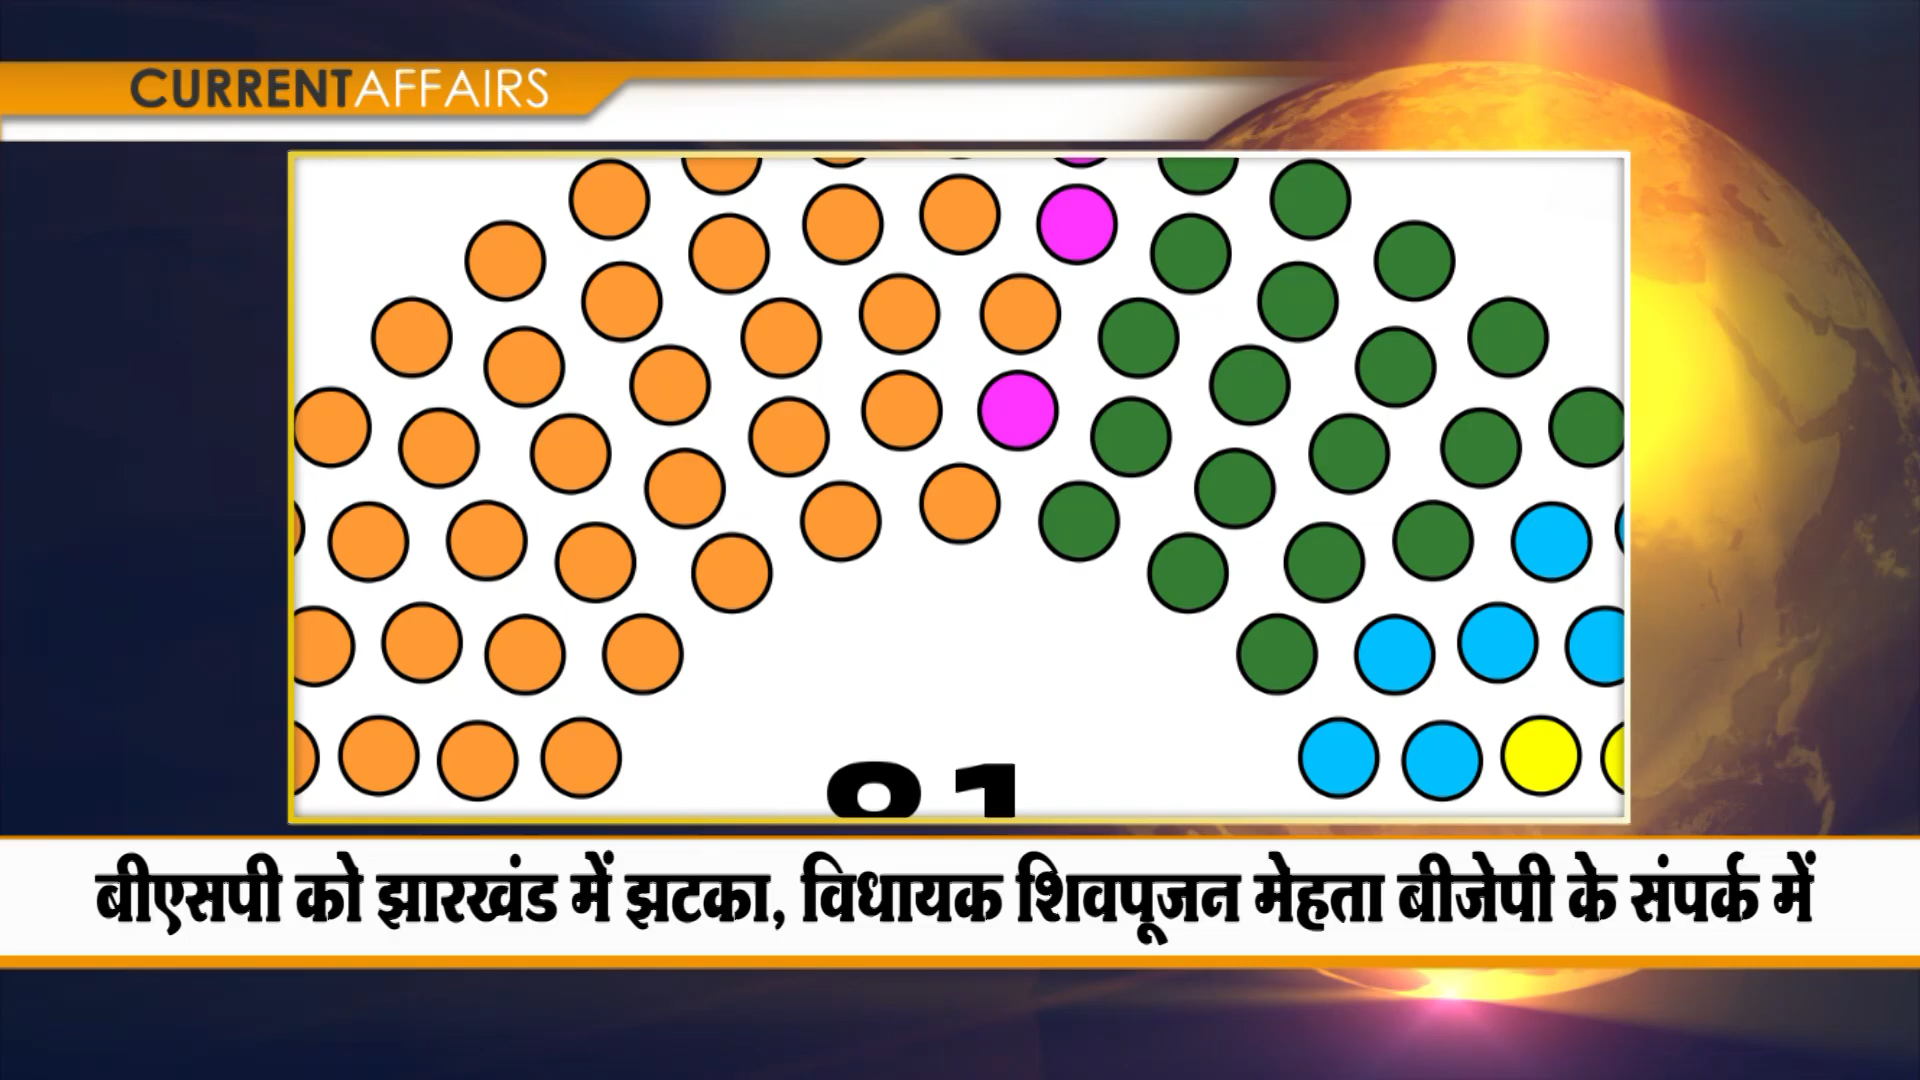 CURRENTAFFAIRS
बीएसपी को झारखंड में झटका, विधायक शिवपूजन मेहता बीजेपी के संपर्क में